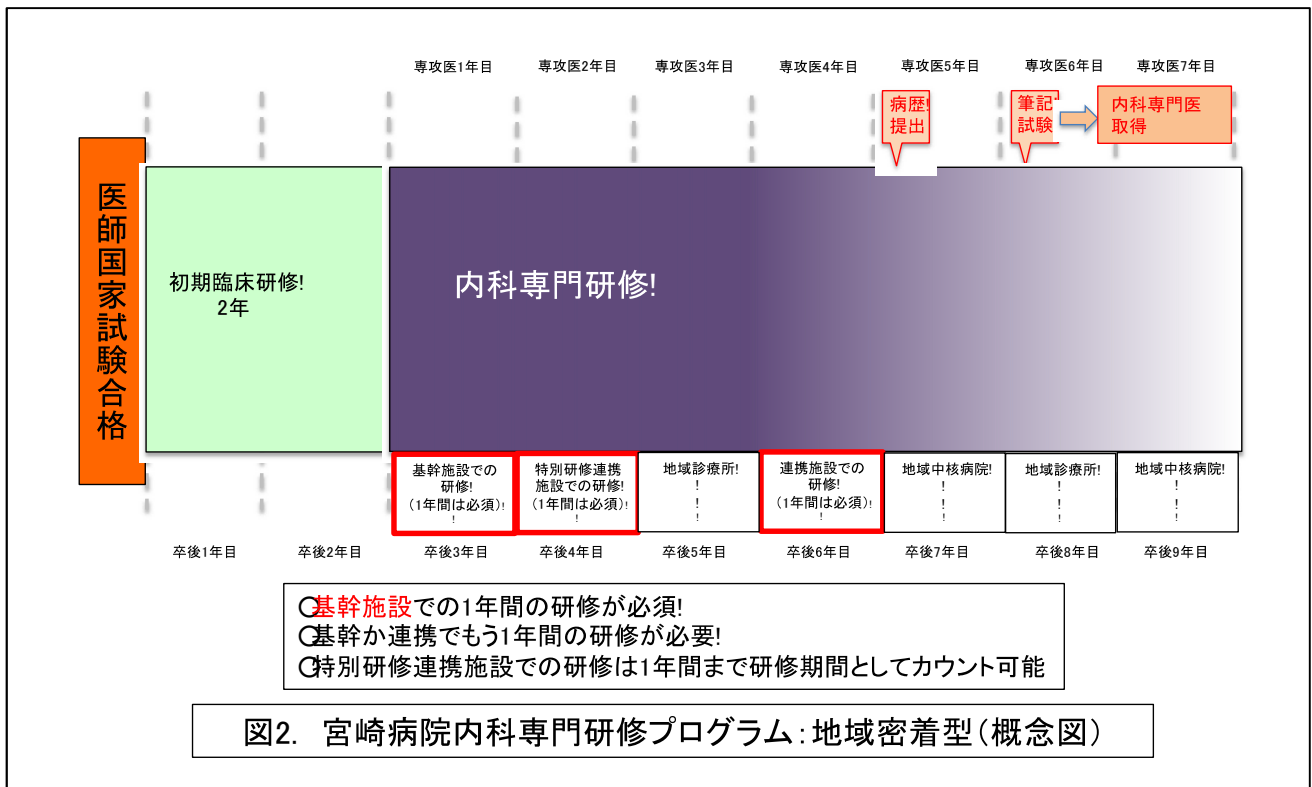 専攻医1年目 専攻医2年目 専攻医3年目 専攻医4年目 専攻医5年目 専攻医6年目 専攻医7年目
病歴!
提出
筆記
試験
内科専門医
取得
医師国家試験合格
初期臨床研修!
2年
内科専門研修!
基幹施設での
研修!
(1年間は必須)!
!
特別研修連携
施設での研修!
(1年間は必須)!
!
地域診療所!
!
!
!
連携施設での
研修!
(1年間は必須)!
!
地域中核病院!
!
!
!
地域診療所!
!
!
!
地域中核病院!
!
!
!
卒後1年目 卒後2年目 卒後3年目 卒後4年目 卒後5年目 卒後6年目 卒後7年目 卒後8年目 卒後9年目
○基幹施設での1年間の研修が必須!
○基幹か連携でもう1年間の研修が必要!
○特別研修連携施設での研修は1年間まで研修期間としてカウント可能
図2. 宮崎病院内科専門研修プログラム:地域密着型(概念図)